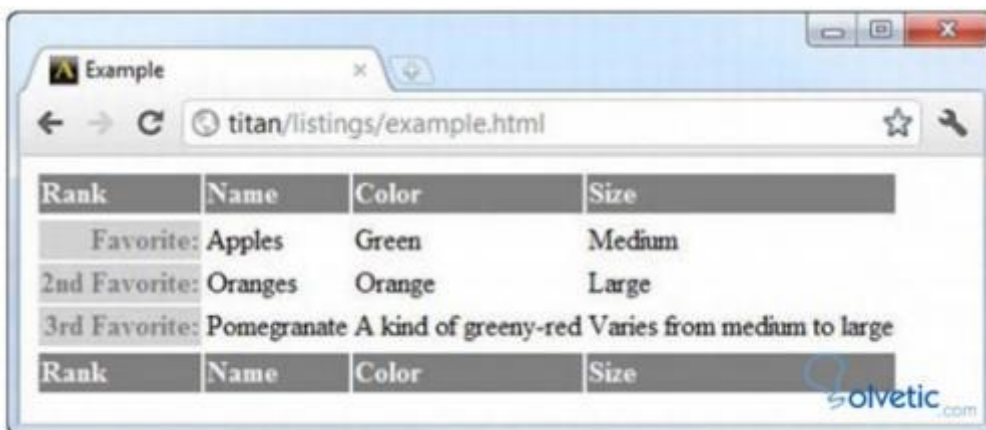 Example
titan/listings/example.html
Rank Name Color Size
Favorite: Apples Green Medium
2nd Favorite: Oranges Orange Large
3rd Favorite: Pomegranate A kind of greeny-red Varies from medium to large
Rank Name Color Size
Solvetic.com